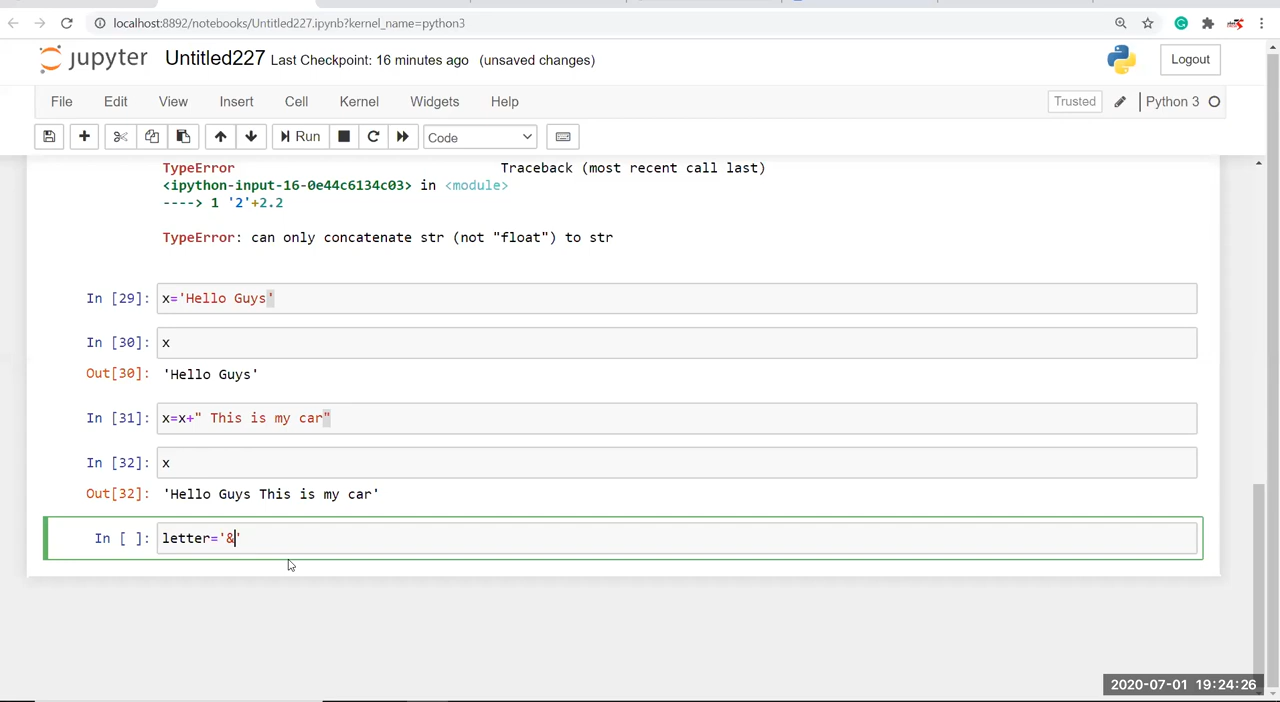 localhost:8892/notebooks/Untitled227.ipynb?kernel_name=python3
jupyter Untitled227 Last Checkpoint: 16 minutes ago (unsaved changes)
Logout
File Edit View Insert Cell Kernel Widgets Help
Trusted Python 3
Run Code
TypeError Traceback (most recent call last)
<ipython-input-16-0e44c6134c03> in <module>
----> 1 '2'+2.2
TypeError: can only concatenate str (not "float") to str
In [29]: x='Hello Guys'
In [30]: x
Out[30]: 'Hello Guys'
In [31]: x=x+" This is my car"
In [32]: x
Out[32]: 'Hello Guys This is my car'
In [ ]: letter='&'
2020-07-01 19:24:26